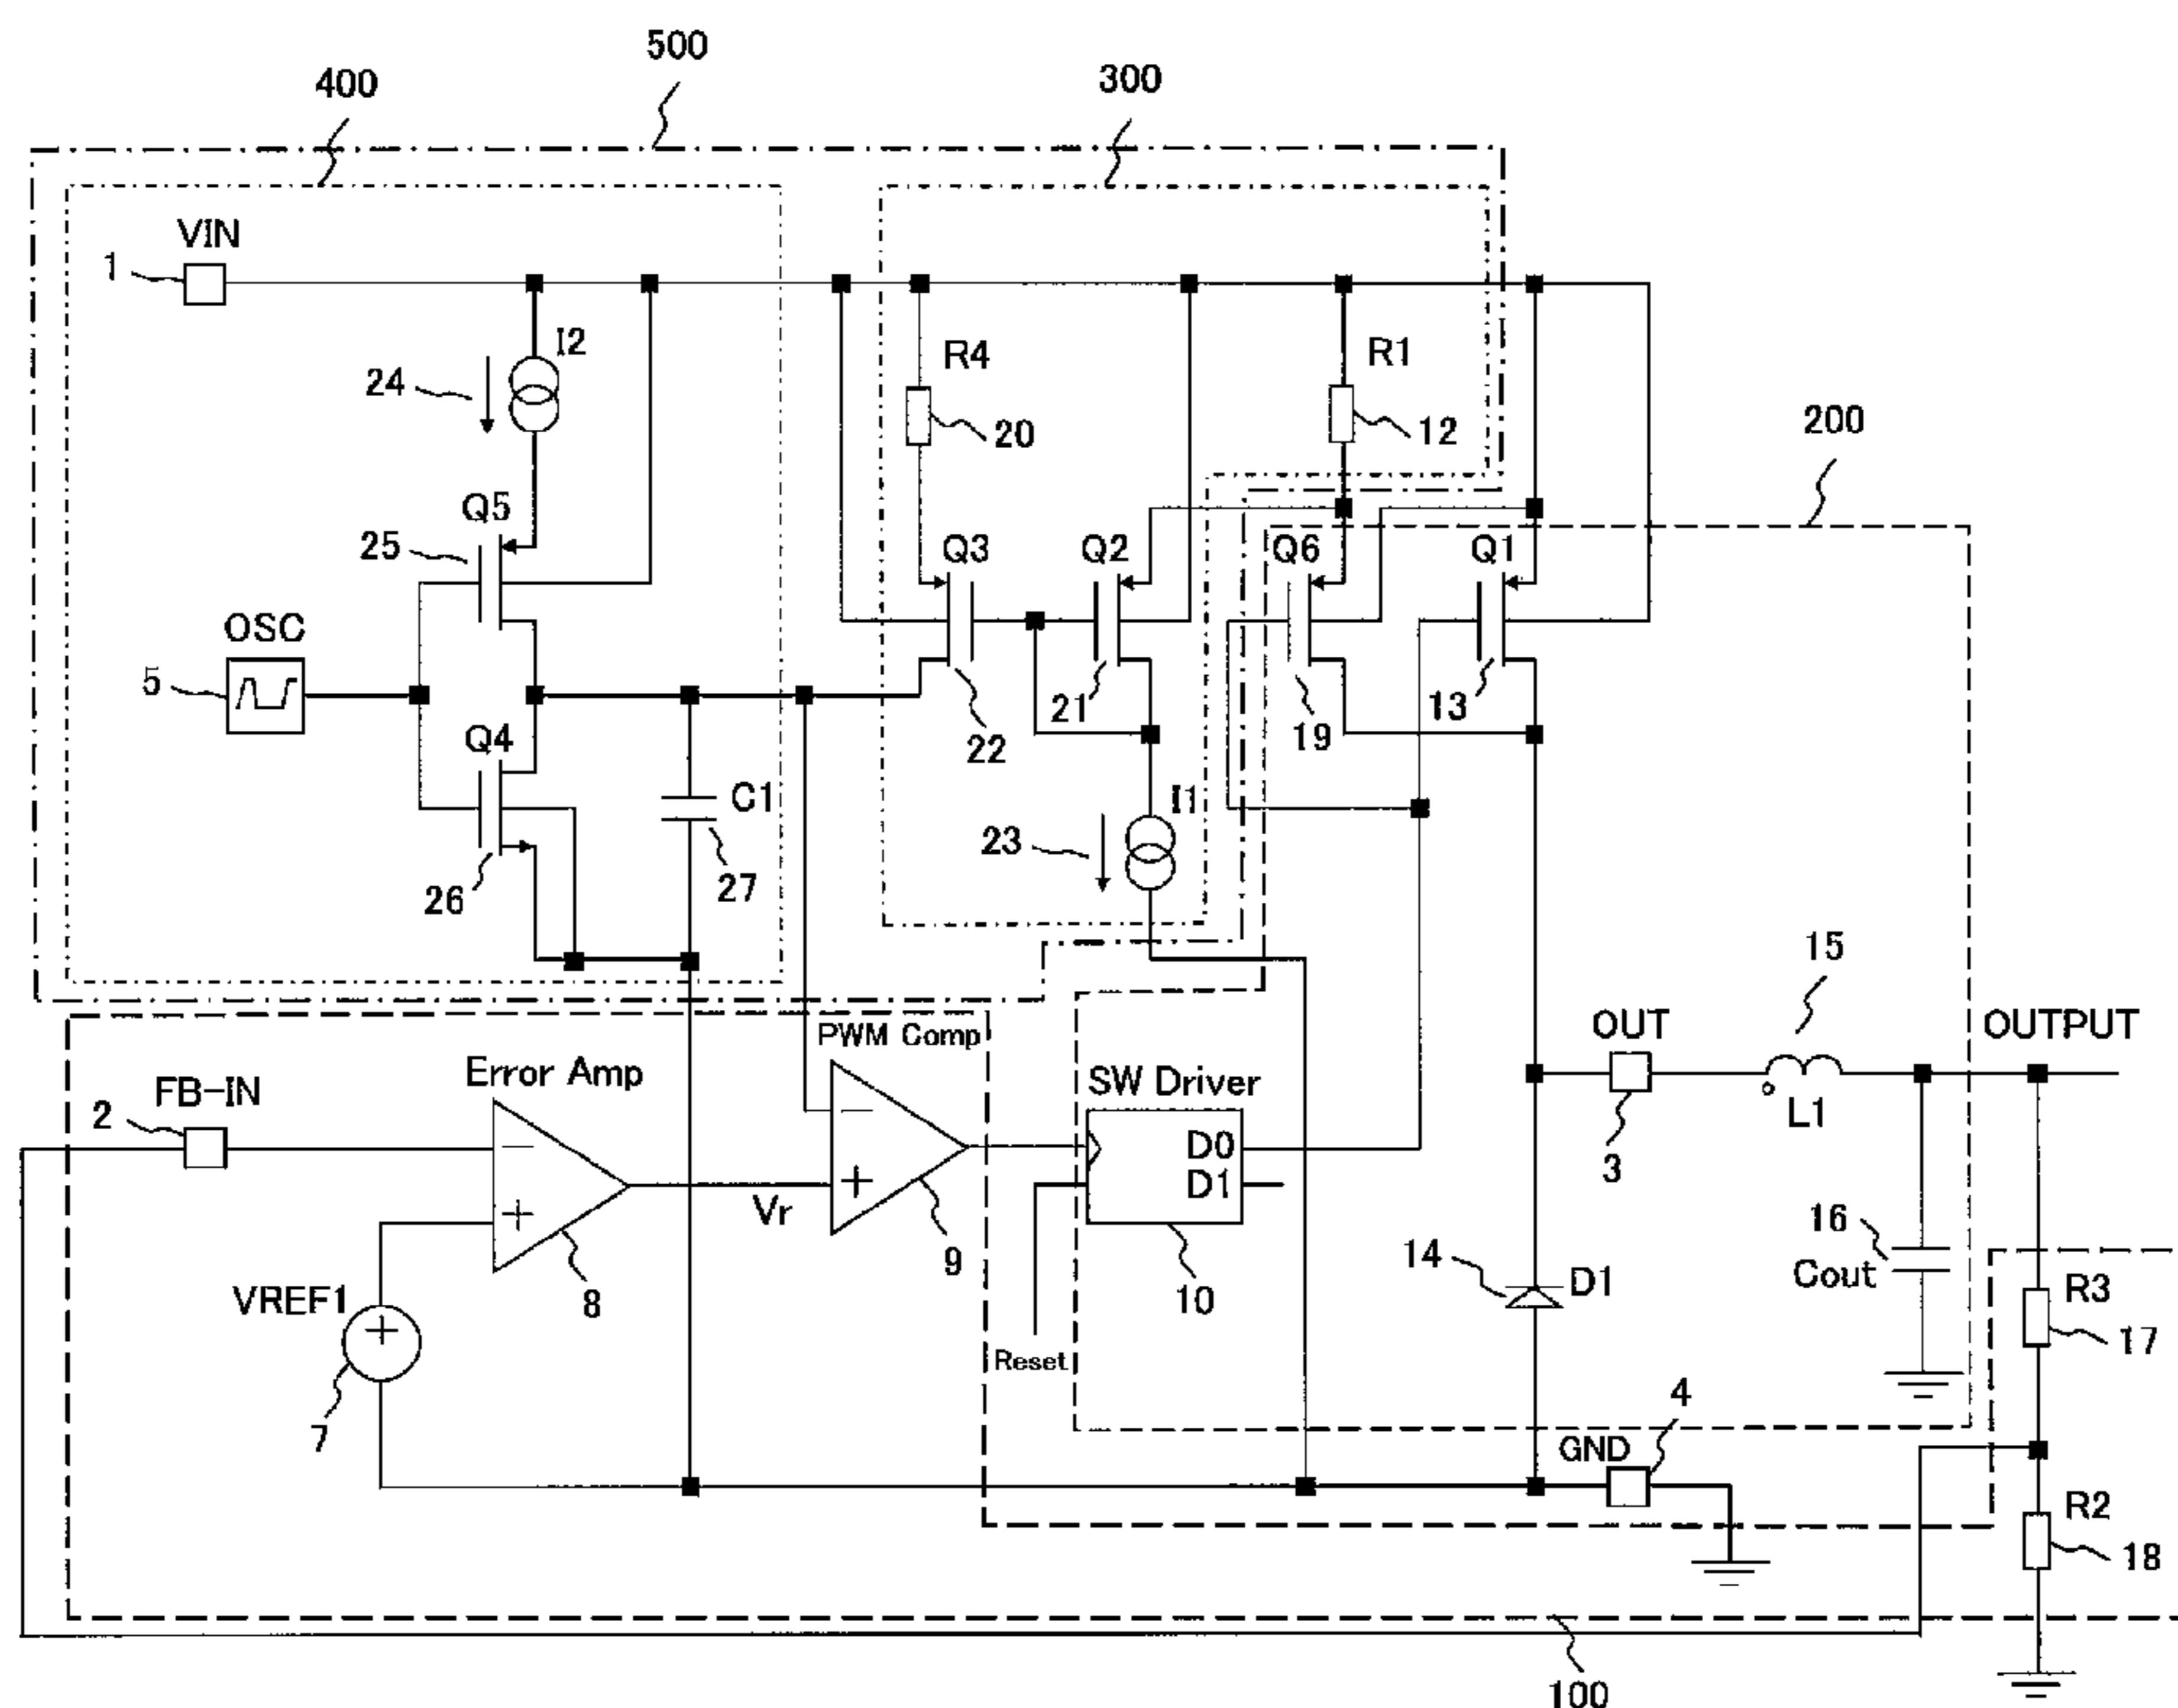 500
400
300
VIN
1
I2
24
R4
20
R1
12
200
Q5
25
Q3
Q2
Q6
Q1
OSC
5
22
21
19
13
Q4
26
C1
27
I1
23
15
OUT
OUTPUT
PWM Comp
Error Amp
FB-IN
2
SW Driver
D0
D1
L1
3
Vr
9
10
8
VREF1
7
Reset
14
D1
16
Cout
R3
17
4
GND
R2
18
100